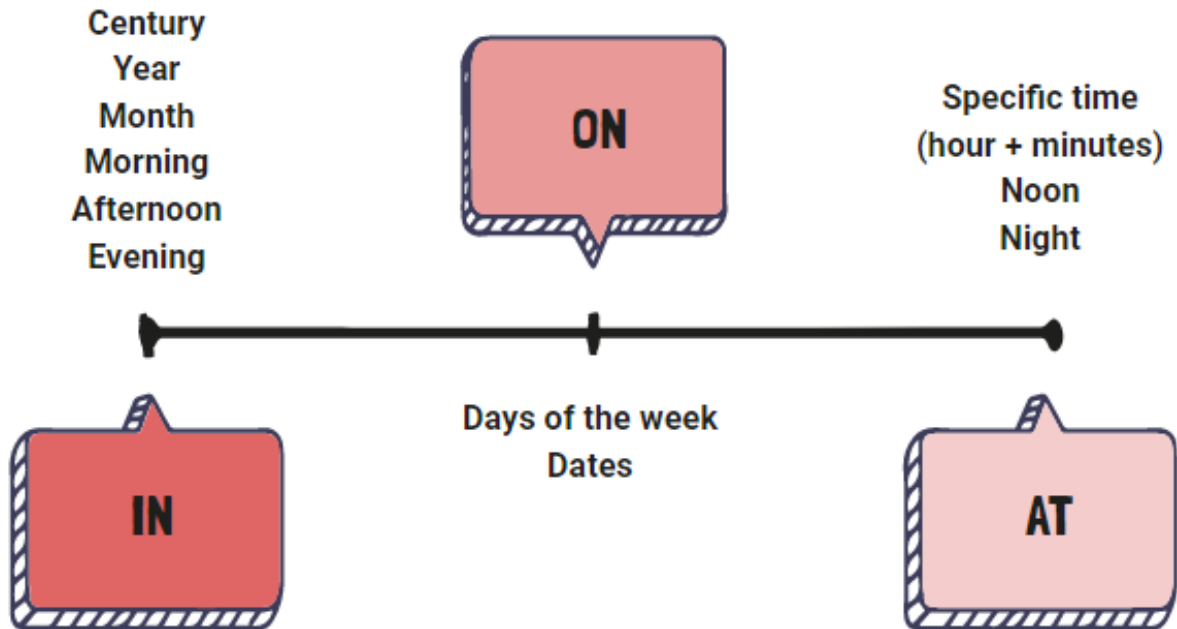 Century
Year
Month
Morning
Afternoon
Evening
IN
ON
Days of the week
Dates
Specific time
(hour + minutes)
Noon
Night
AT